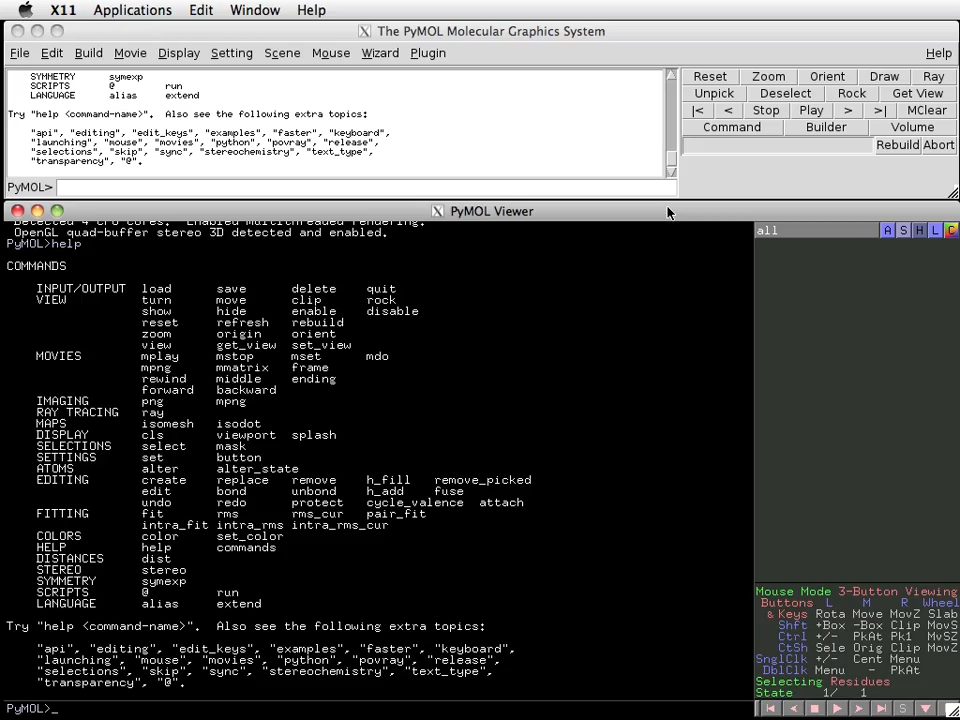 X11 Applications Edit Window Help
The PyMOL Molecular Graphics System
File Edit Build Movie Display Setting Scene Mouse Wizard Plugin Help
SYMMETRY symexp
SCRIPTS @ run
LANGUAGE alias extend
Try "help <command-name>". Also see the following extra topics:
"api", "editing", "edit_keys", "examples", "faster", "keyboard",
"launching", "mouse", "movies", "python", "povray", "release",
"selections", "skip", "sync", "stereochemistry", "text_type",
"transparency", "@".
PyMOL>
Reset Zoom Orient Draw Ray
Unpick Deselect Rock Get View
|< < Stop Play > >| MClear
Command Builder Volume
Rebuild Abort
PyMOL Viewer
Detected 4 cpu cores. Enabled multithreaded rendering.
OpenGL quad-buffer stereo 3D detected and enabled.
PyMOL>help
COMMANDS
INPUT/OUTPUT load save delete quit
VIEW turn move clip rock
show hide enable disable
reset refresh rebuild
zoom origin orient
view get_view set_view
MOVIES mplay mstop mset mdo
mpng mmatrix frame
rewind middle ending
forward backward
IMAGING png mpng
RAY TRACING ray
MAPS isomesh isodot
DISPLAY cls viewport splash
SELECTIONS select mask
SETTINGS set button
ATOMS alter alter_state
EDITING create replace remove h_fill remove_picked
edit bond unbond h_add fuse
undo redo protect cycle_valence attach
FITTING fit rms rms_cur pair_fit
intra_fit intra_rms intra_rms_cur
COLORS color set_color
HELP help commands
DISTANCES dist
STEREO stereo
SYMMETRY symexp
SCRIPTS @ run
LANGUAGE alias extend
Try "help <command-name>". Also see the following extra topics:
"api", "editing", "edit_keys", "examples", "faster", "keyboard",
"launching", "mouse", "movies", "python", "povray", "release",
"selections", "skip", "sync", "stereochemistry", "text_type",
"transparency", "@".
PyMOL>_
all A S H L C
Mouse Mode 3-Button Viewing
Buttons L M R Wheel
& Keys Rota Move MovZ Slab
Shft +Box -Box Clip MovS
Ctrl +/- PkAt Pk1 MvSZ
CtSh Sele Orig Clip MovZ
SnglClk +/- Cent Menu
DblClk Menu - PkAt
Selecting Residues
State 1/ 1
S